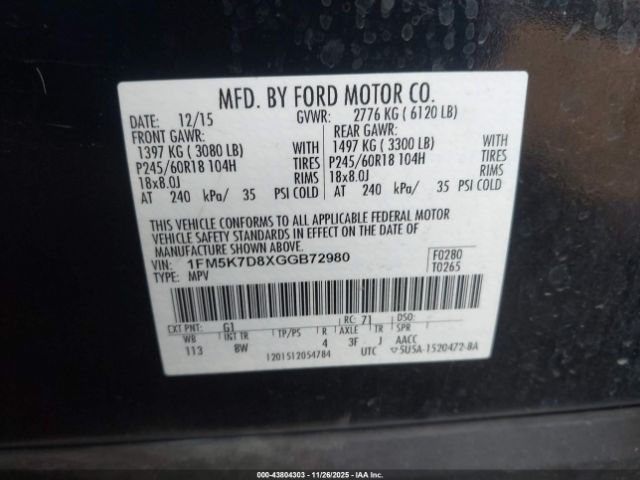 MFD. BY FORD MOTOR CO.
DATE: 12/15 GVWR: 2776 KG ( 6120 LB)
FRONT GAWR: REAR GAWR:
1397 KG ( 3080 LB) WITH 1497 KG ( 3300 LB) WITH
P245/60R18 104H TIRES P245/60R18 104H TIRES
18x8.0J RIMS 18x8.0J RIMS
AT 240 kPa/ 35 PSI COLD AT 240 kPa/ 35 PSI COLD
THIS VEHICLE CONFORMS TO ALL APPLICABLE FEDERAL MOTOR
VEHICLE SAFETY STANDARDS IN EFFECT ON THE DATE OF
MANUFACTURE SHOWN ABOVE.
VIN: 1FM5K7D8XGGB72980 F0280
TYPE: MPV T0265
EXT PNT: G1 RC: 71 DSO:
WB INT TR TP/PS R AXLE TR SPR
113 8W 4 3F J AACC
1201512054784 UTC 5U5A-1520472-BA
000-43804303 | 11/26/2025 | IAA Inc.